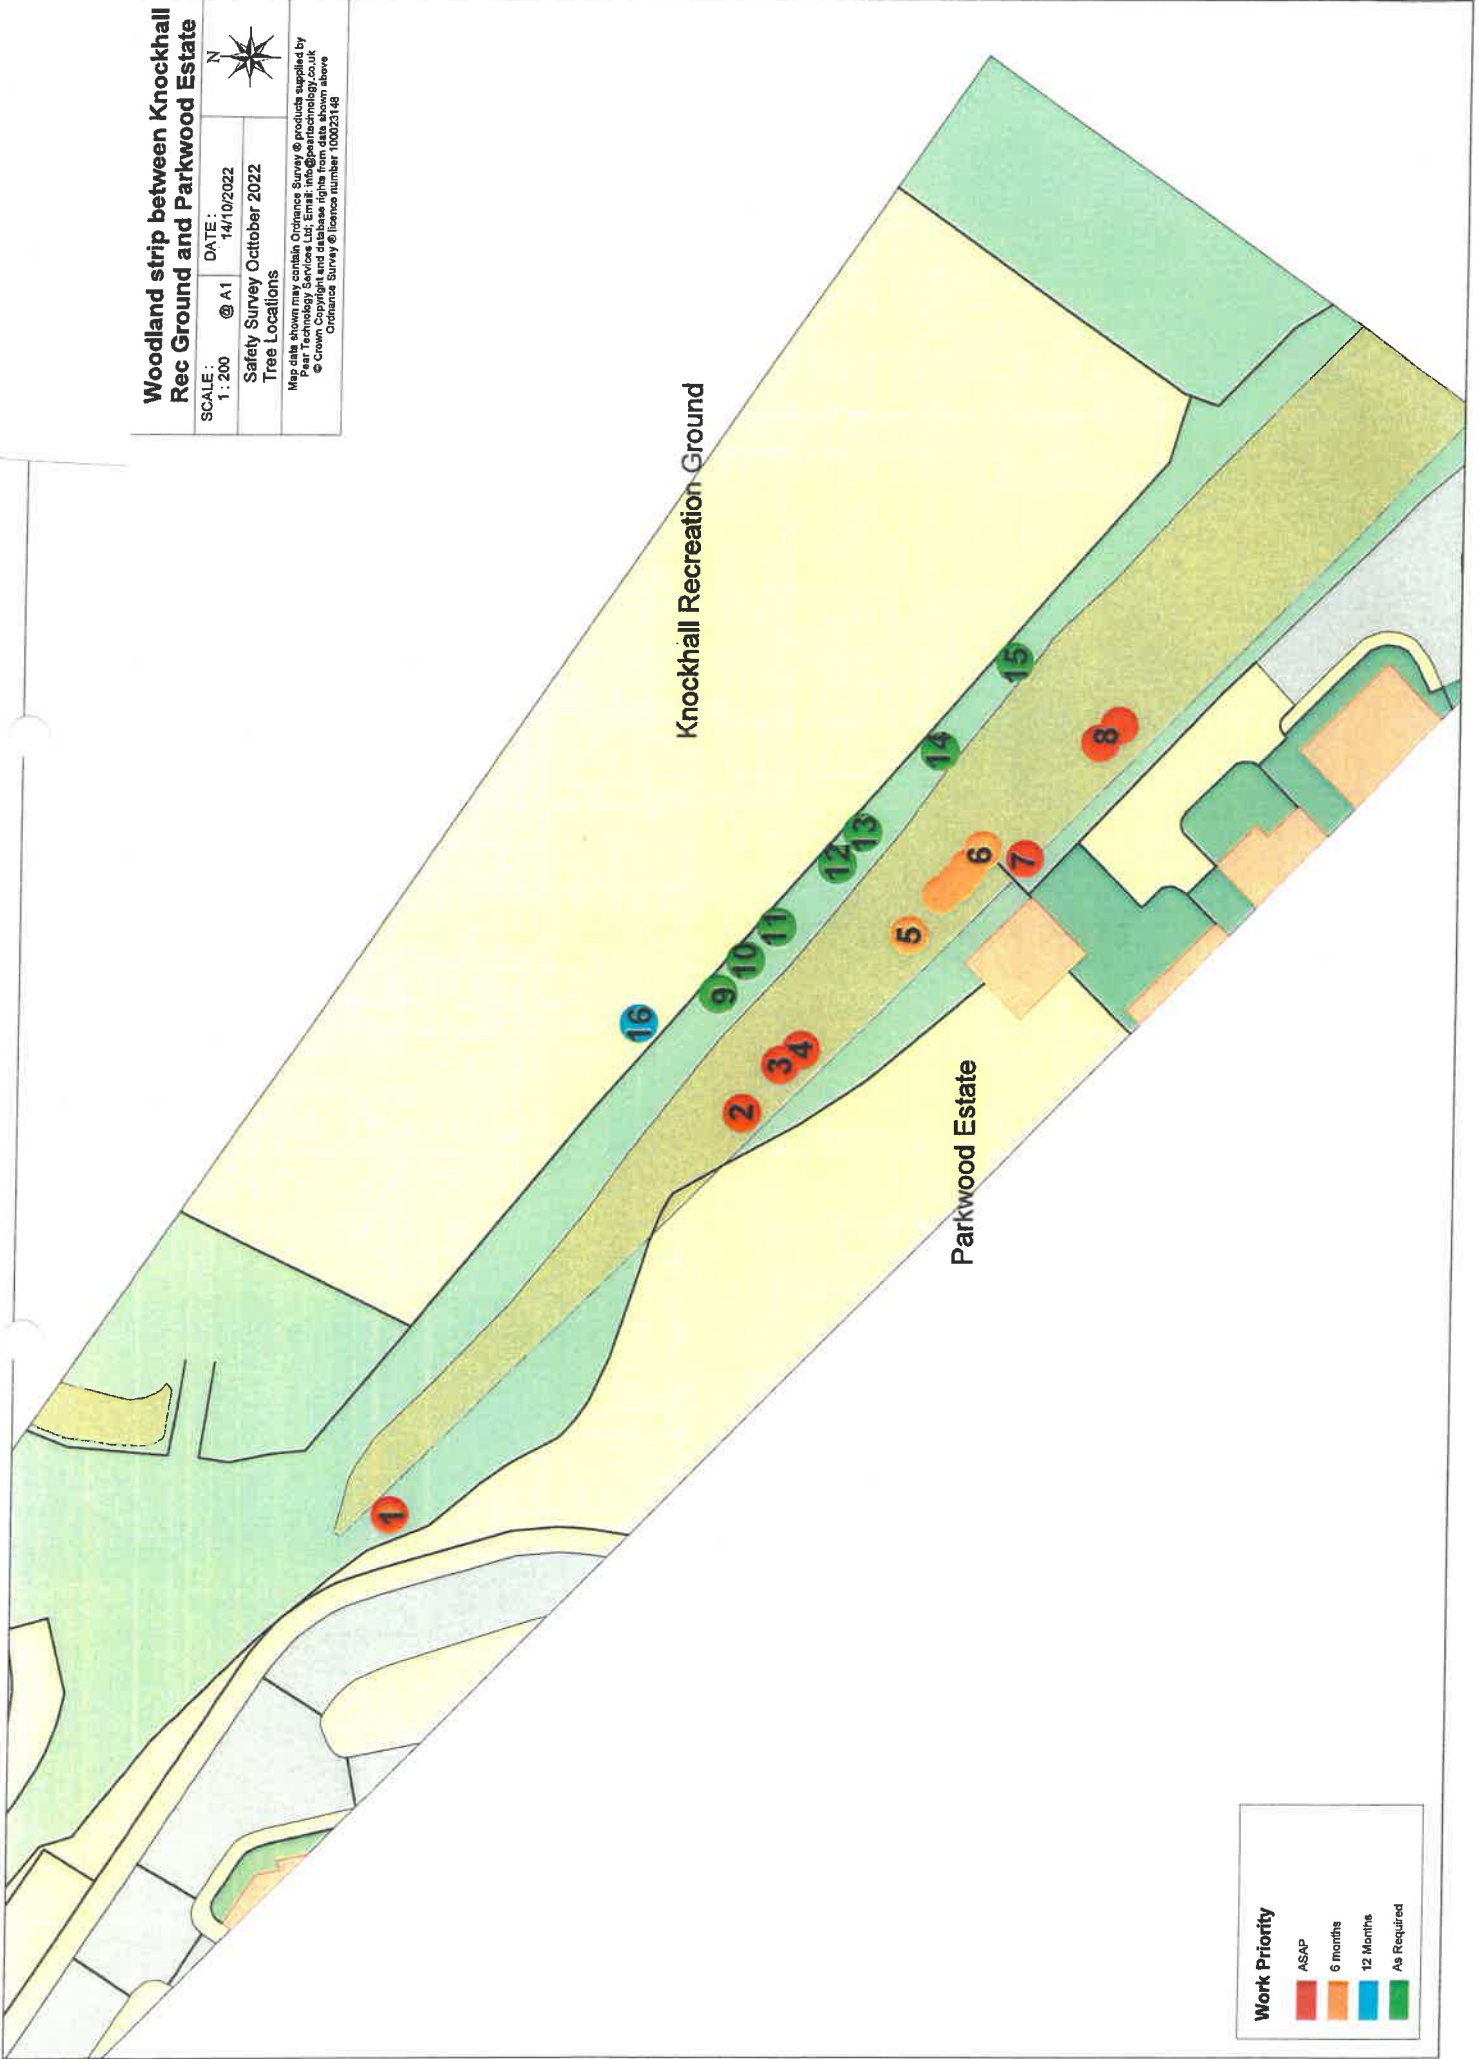 Woodland strip between Knockhall
Rec Ground and Parkwood Estate
SCALE :
1 : 200 @ A1
DATE :
14/10/2022
N
Safety Survey Octtober 2022
Tree Locations
Map data shown may contain Ordnance Survey ® products supplied by
Pear Technology Services Ltd; Email: info@peartechnology.co.uk
© Crown Copyright and database rights from date shown above
Ordnance Survey ® licence number 100023148
Knockhall Recreation Ground
Parkwood Estate
1
2
3
4
5
6
7
8
9
10
11
12
13
14
15
16
Work Priority
ASAP
6 months
12 Months
As Required